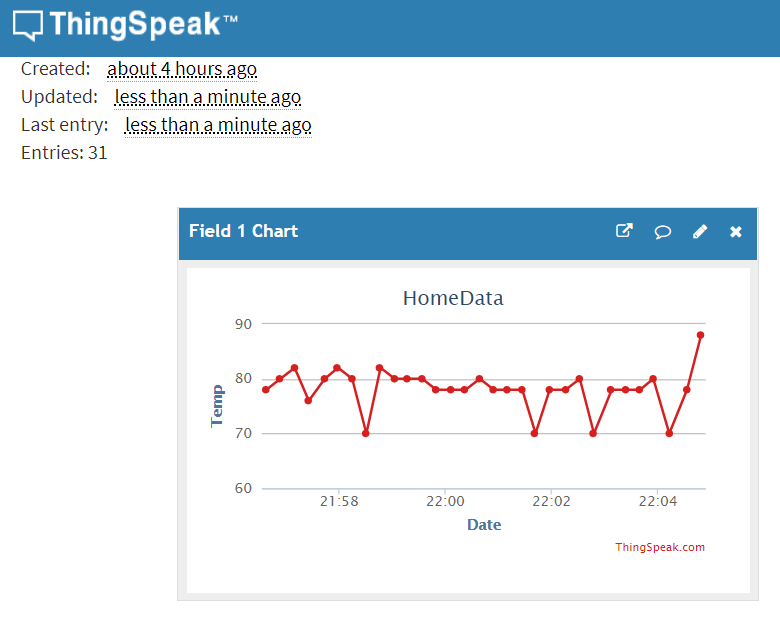 ThingSpeak™
Created: about 4 hours ago
Updated: less than a minute ago
Last entry: less than a minute ago
Entries: 31
Field 1 Chart
HomeData
90
80
70
60
Temp
21:58 22:00 22:02 22:04
Date
ThingSpeak.com